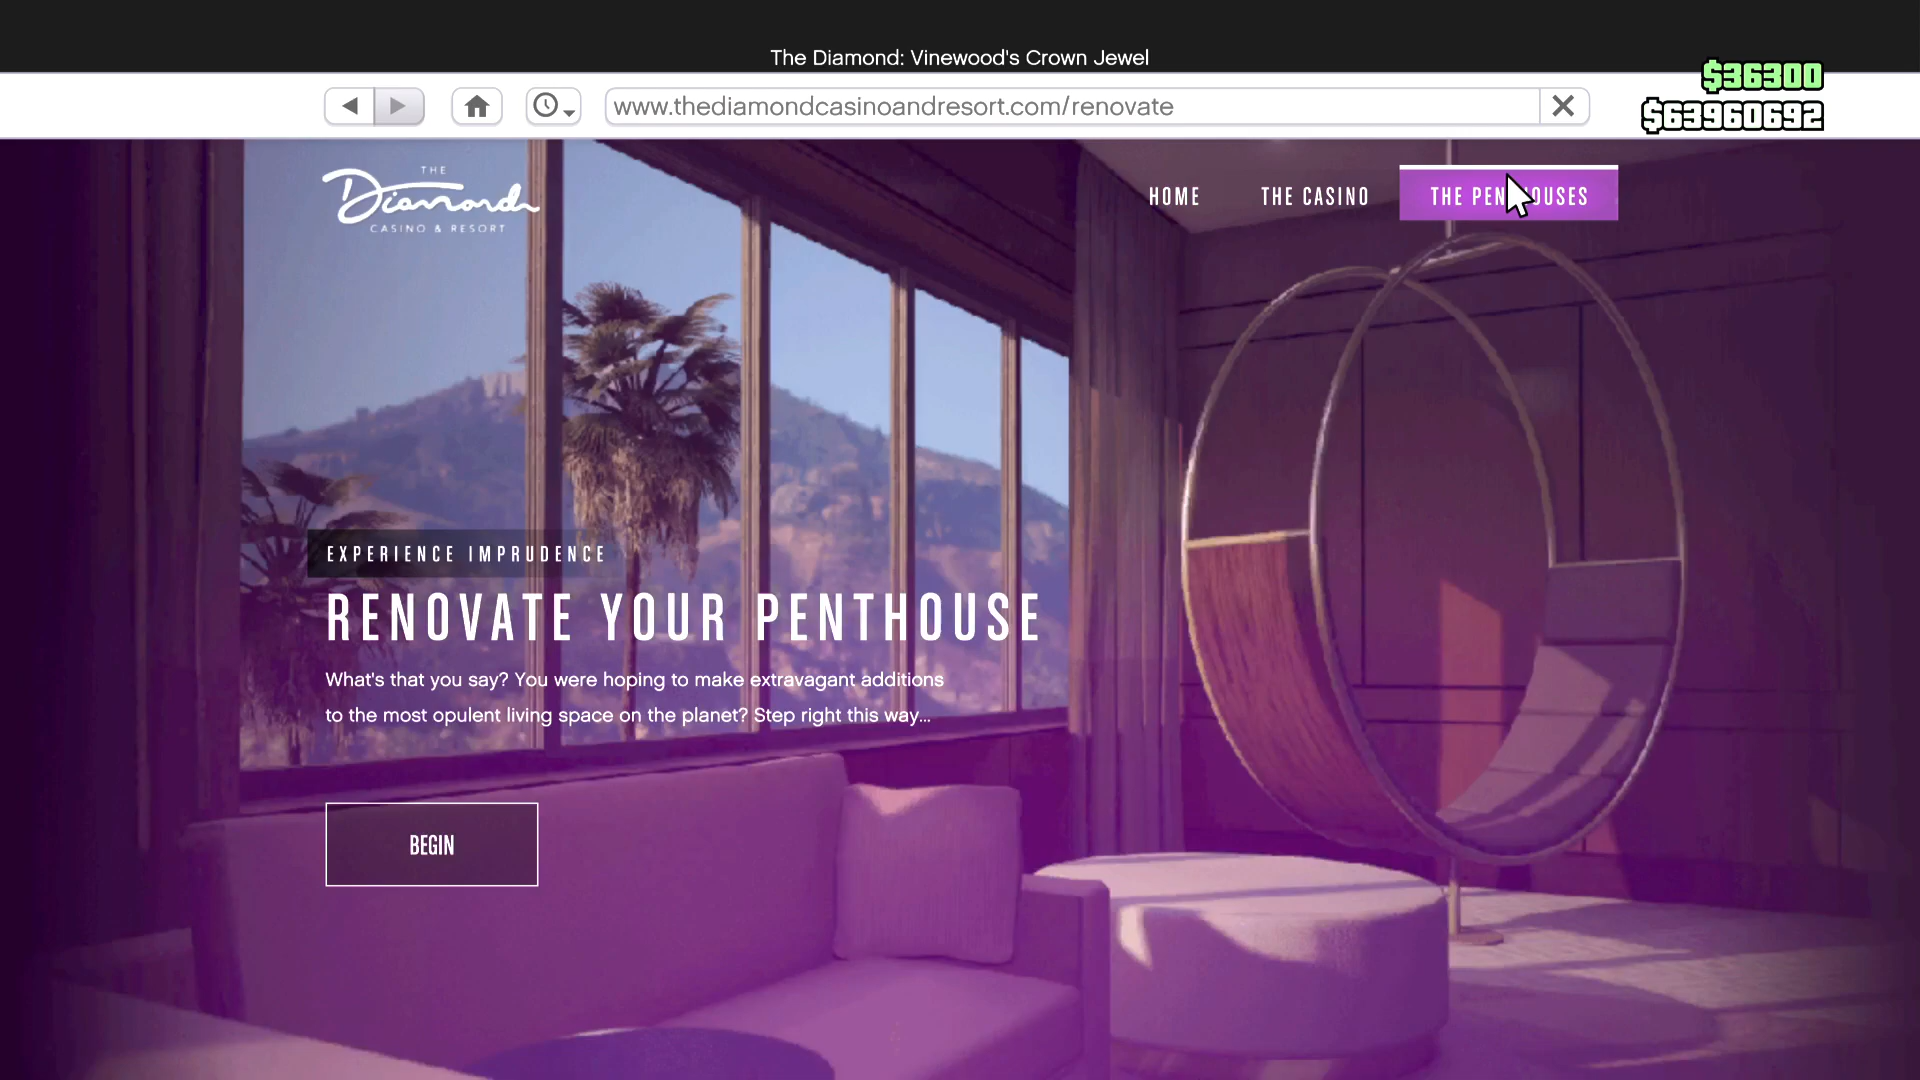 The Diamond: Vinewood's Crown Jewel
$36300
www.thediamondcasinoandresort.com/renovate
$63960692
THE
Diamond
CASINO & RESORT
HOME
THE CASINO
THE PENTHOUSES
EXPERIENCE IMPRUDENCE
RENOVATE YOUR PENTHOUSE
What's that you say? You were hoping to make extravagant additions
to the most opulent living space on the planet? Step right this way...
BEGIN